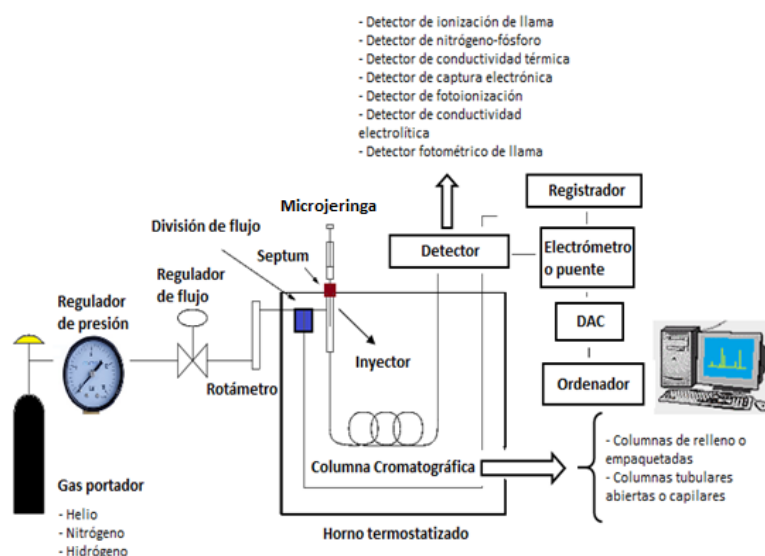 - Detector de ionización de llama
- Detector de nitrógeno-fósforo
- Detector de conductividad térmica
- Detector de captura electrónica
- Detector de fotoionización
- Detector de conductividad
electrolítica
- Detector fotométrico de llama
Microjeringa
División de flujo
Septum
Regulador
de flujo
Regulador
de presión
Rotámetro
Inyector
Detector
Registrador
Electrómetro
o puente
DAC
Ordenador
Columna Cromatográfica
- Columnas de relleno o
empaquetadas
- Columnas tubulares
abiertas o capilares
Horno termostatizado
Gas portador
- Helio
- Nitrógeno
- Hidrógeno